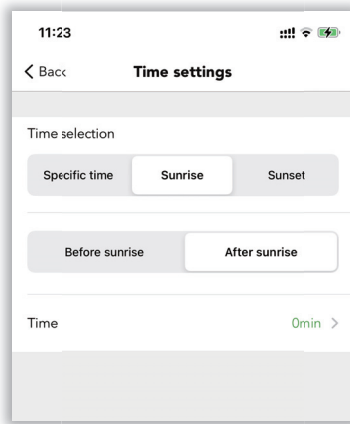 11:23
Back Time settings
Time selection
Specific time Sunrise Sunset
Before sunrise After sunrise
Time 0min >